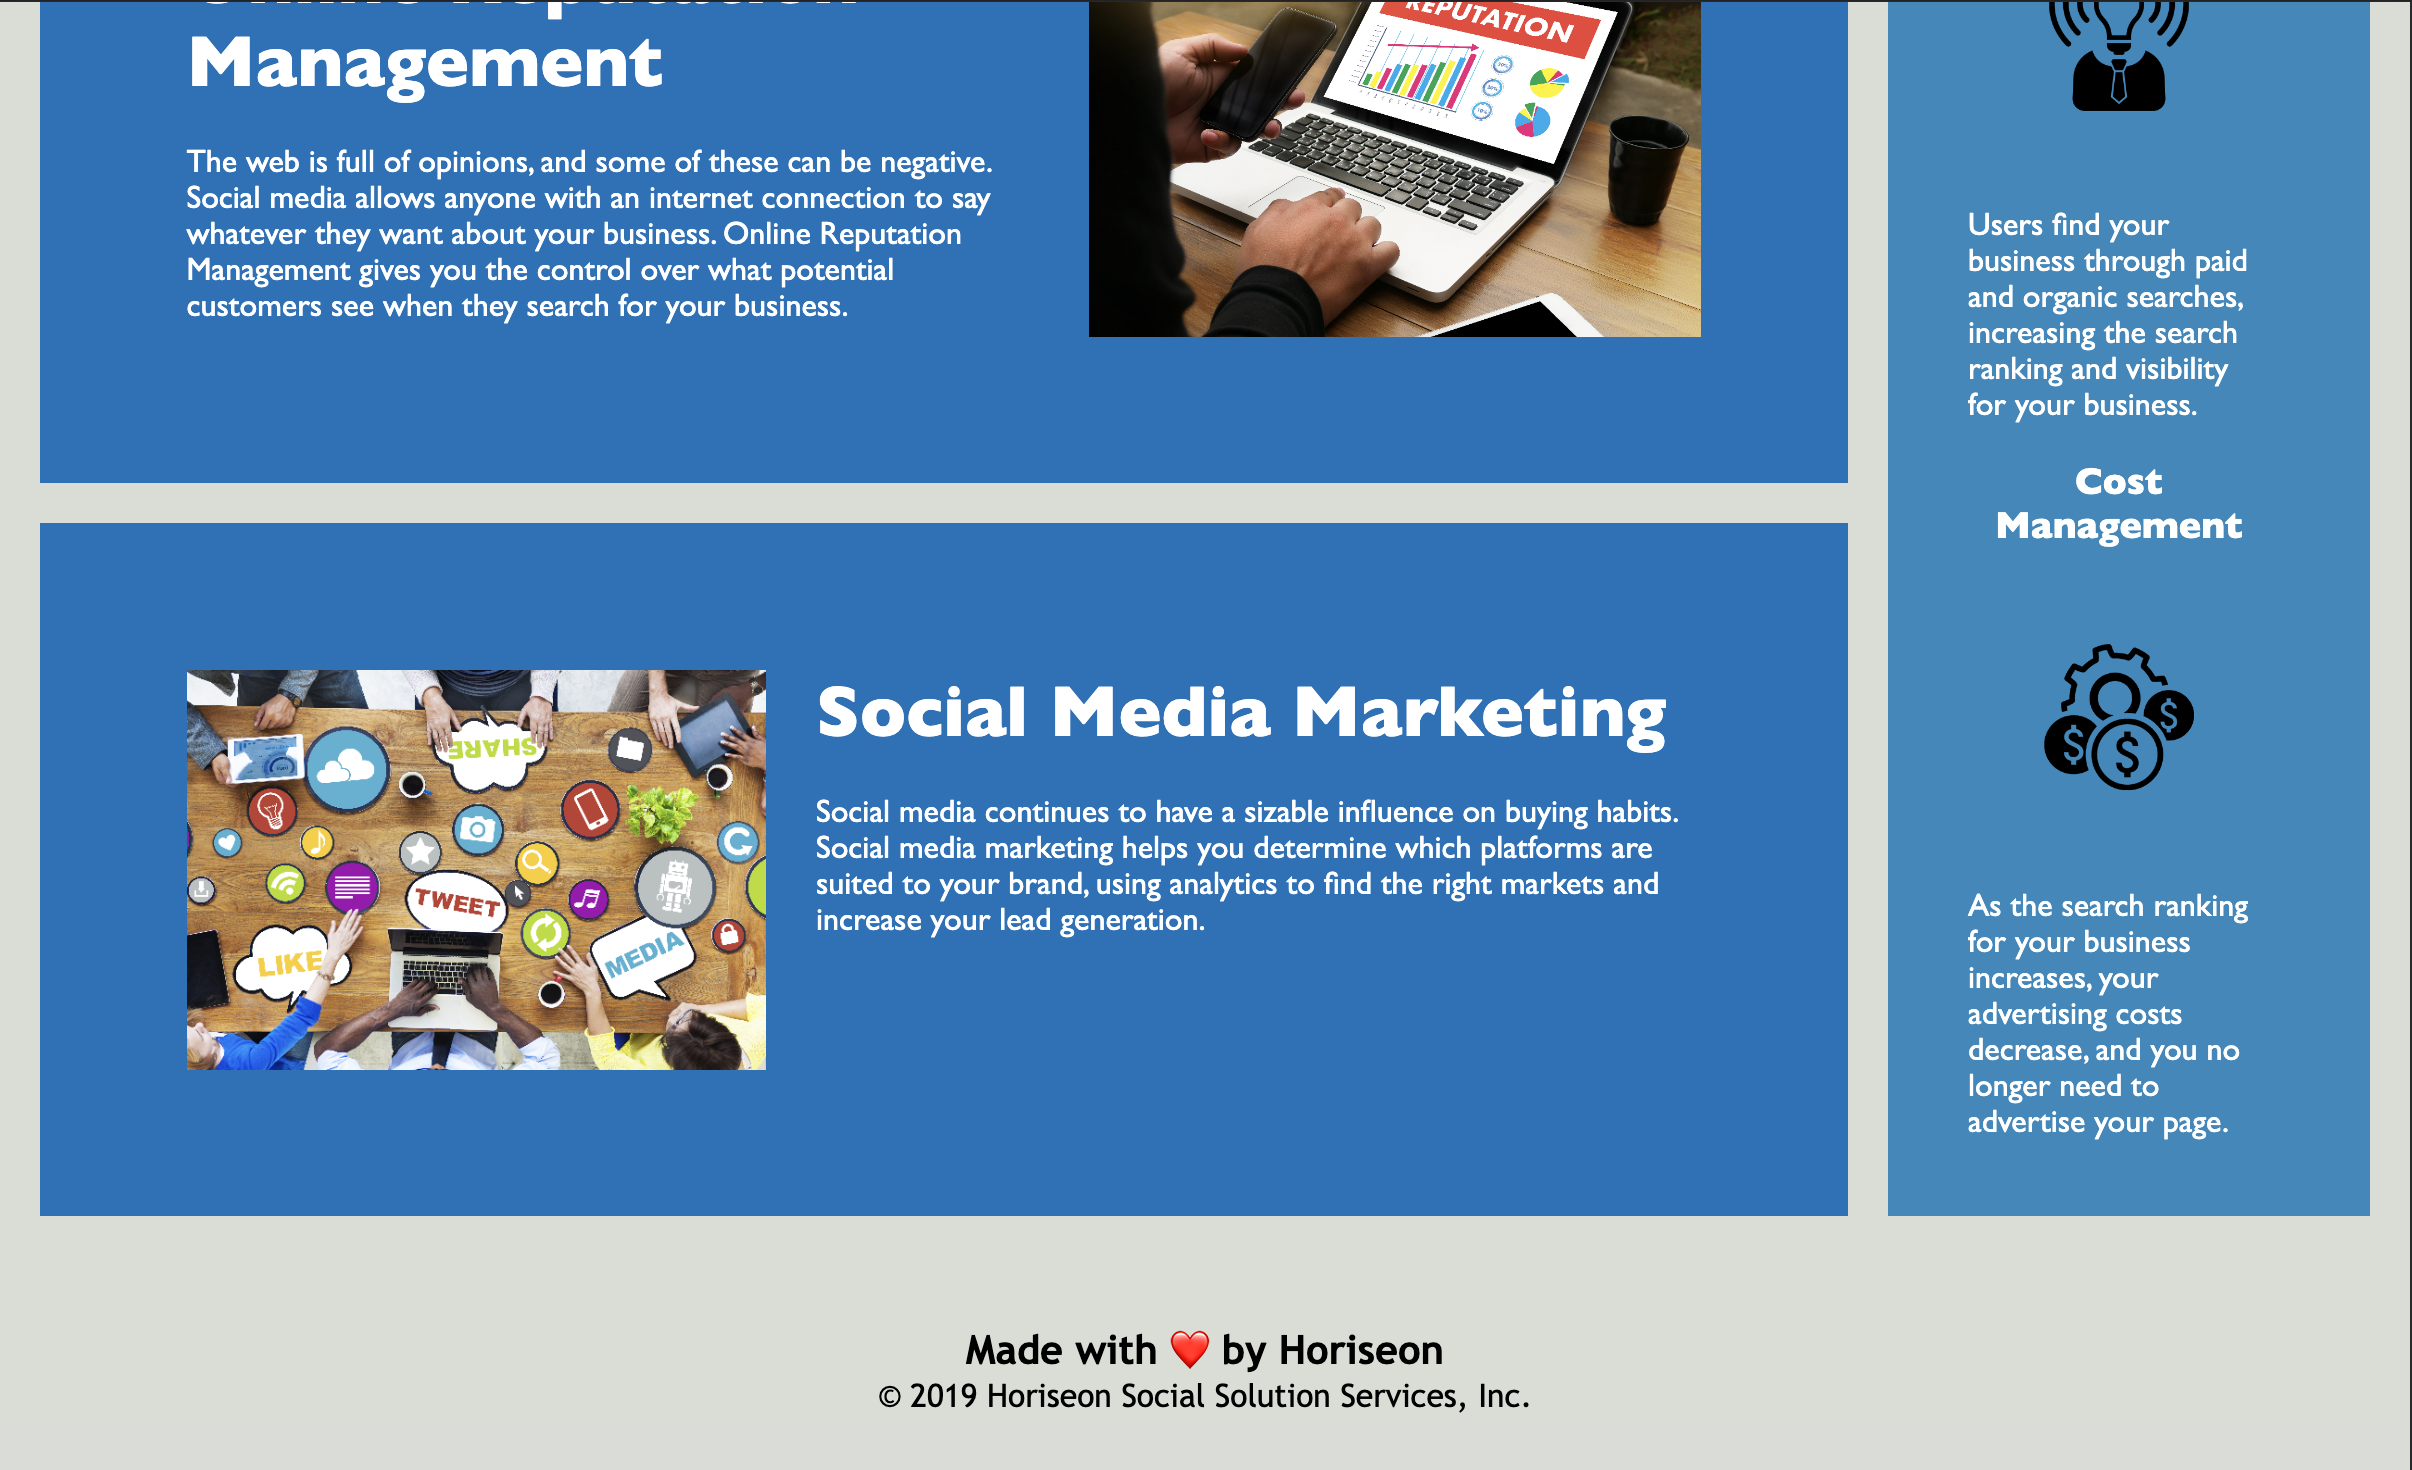 Online Reputation
Management
The web is full of opinions, and some of these can be negative.
Social media allows anyone with an internet connection to say
whatever they want about your business. Online Reputation
Management gives you the control over what potential
customers see when they search for your business.
REPUTATION
Users find your
business through paid
and organic searches,
increasing the search
ranking and visibility
for your business.
Cost
Management
Social Media Marketing
Social media continues to have a sizable influence on buying habits.
Social media marketing helps you determine which platforms are
suited to your brand, using analytics to find the right markets and
increase your lead generation.
SHARE
TWEET
LIKE
MEDIA
$ $ $
As the search ranking
for your business
increases, your
advertising costs
decrease, and you no
longer need to
advertise your page.
Made with ❤️ by Horiseon
© 2019 Horiseon Social Solution Services, Inc.